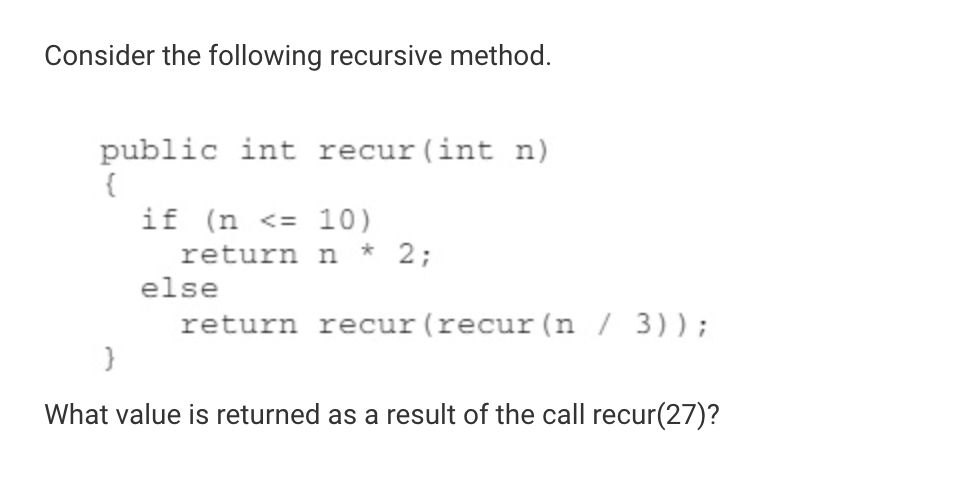 Consider the following recursive method.
public int recur(int n)
{
if (n <= 10)
return n * 2;
else
return recur(recur(n / 3));
}
What value is returned as a result of the call recur(27)?